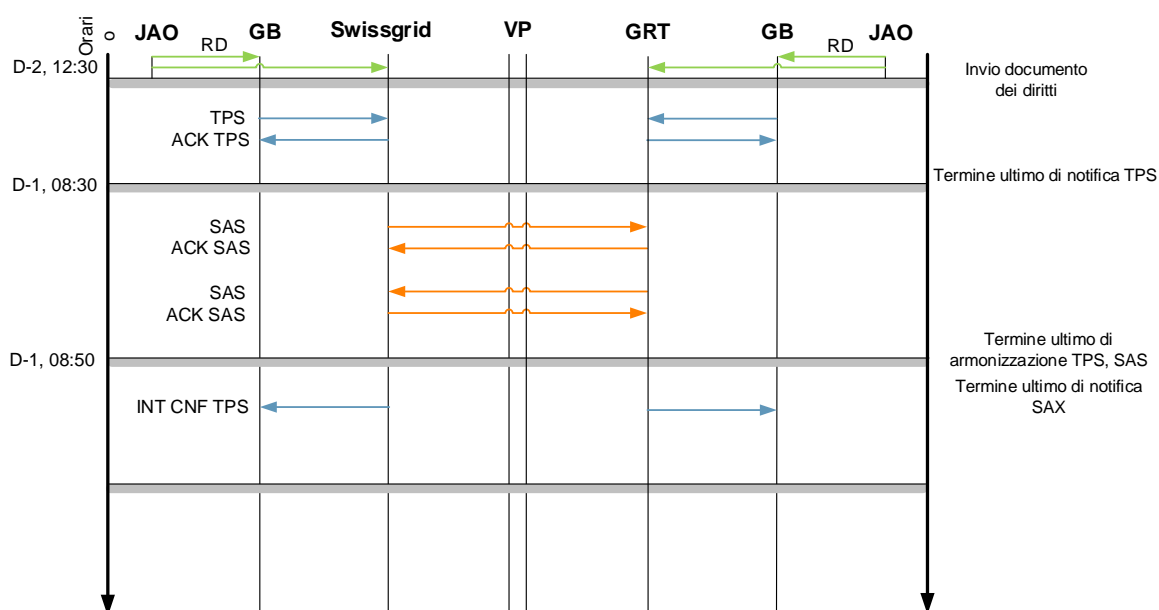 Orari
o
JAO GB Swissgrid VP GRT GB JAO
RD RD
D-2, 12:30
Invio documento
dei diritti
TPS
ACK TPS
D-1, 08:30
Termine ultimo di notifica TPS
SAS
ACK SAS
SAS
ACK SAS
D-1, 08:50
Termine ultimo di
armonizzazione TPS, SAS
Termine ultimo di notifica
SAX
INT CNF TPS